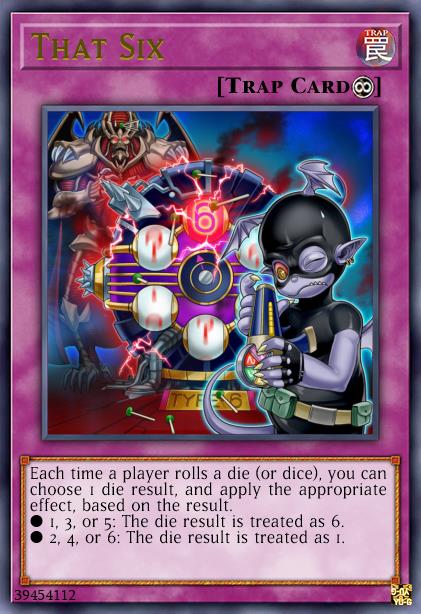 That Six
TRAP
罠
[Trap Card]
6
TYPE 6
Each time a player rolls a die (or dice), you can
choose 1 die result, and apply the appropriate
effect, based on the result.
● 1, 3, or 5: The die result is treated as 6.
● 2, 4, or 6: The die result is treated as 1.
39454112